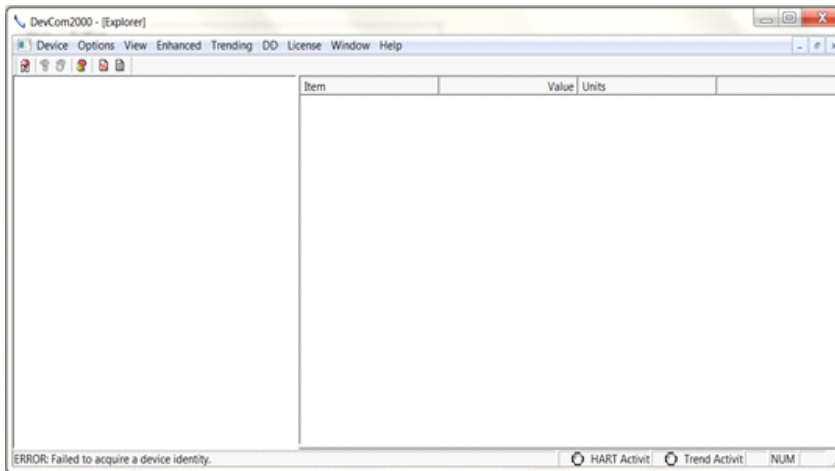 DevCom2000 - [Explorer]
Device Options View Enhanced Trending DD License Window Help
Item Value Units
ERROR: Failed to acquire a device identity. HART Activit Trend Activit NUM